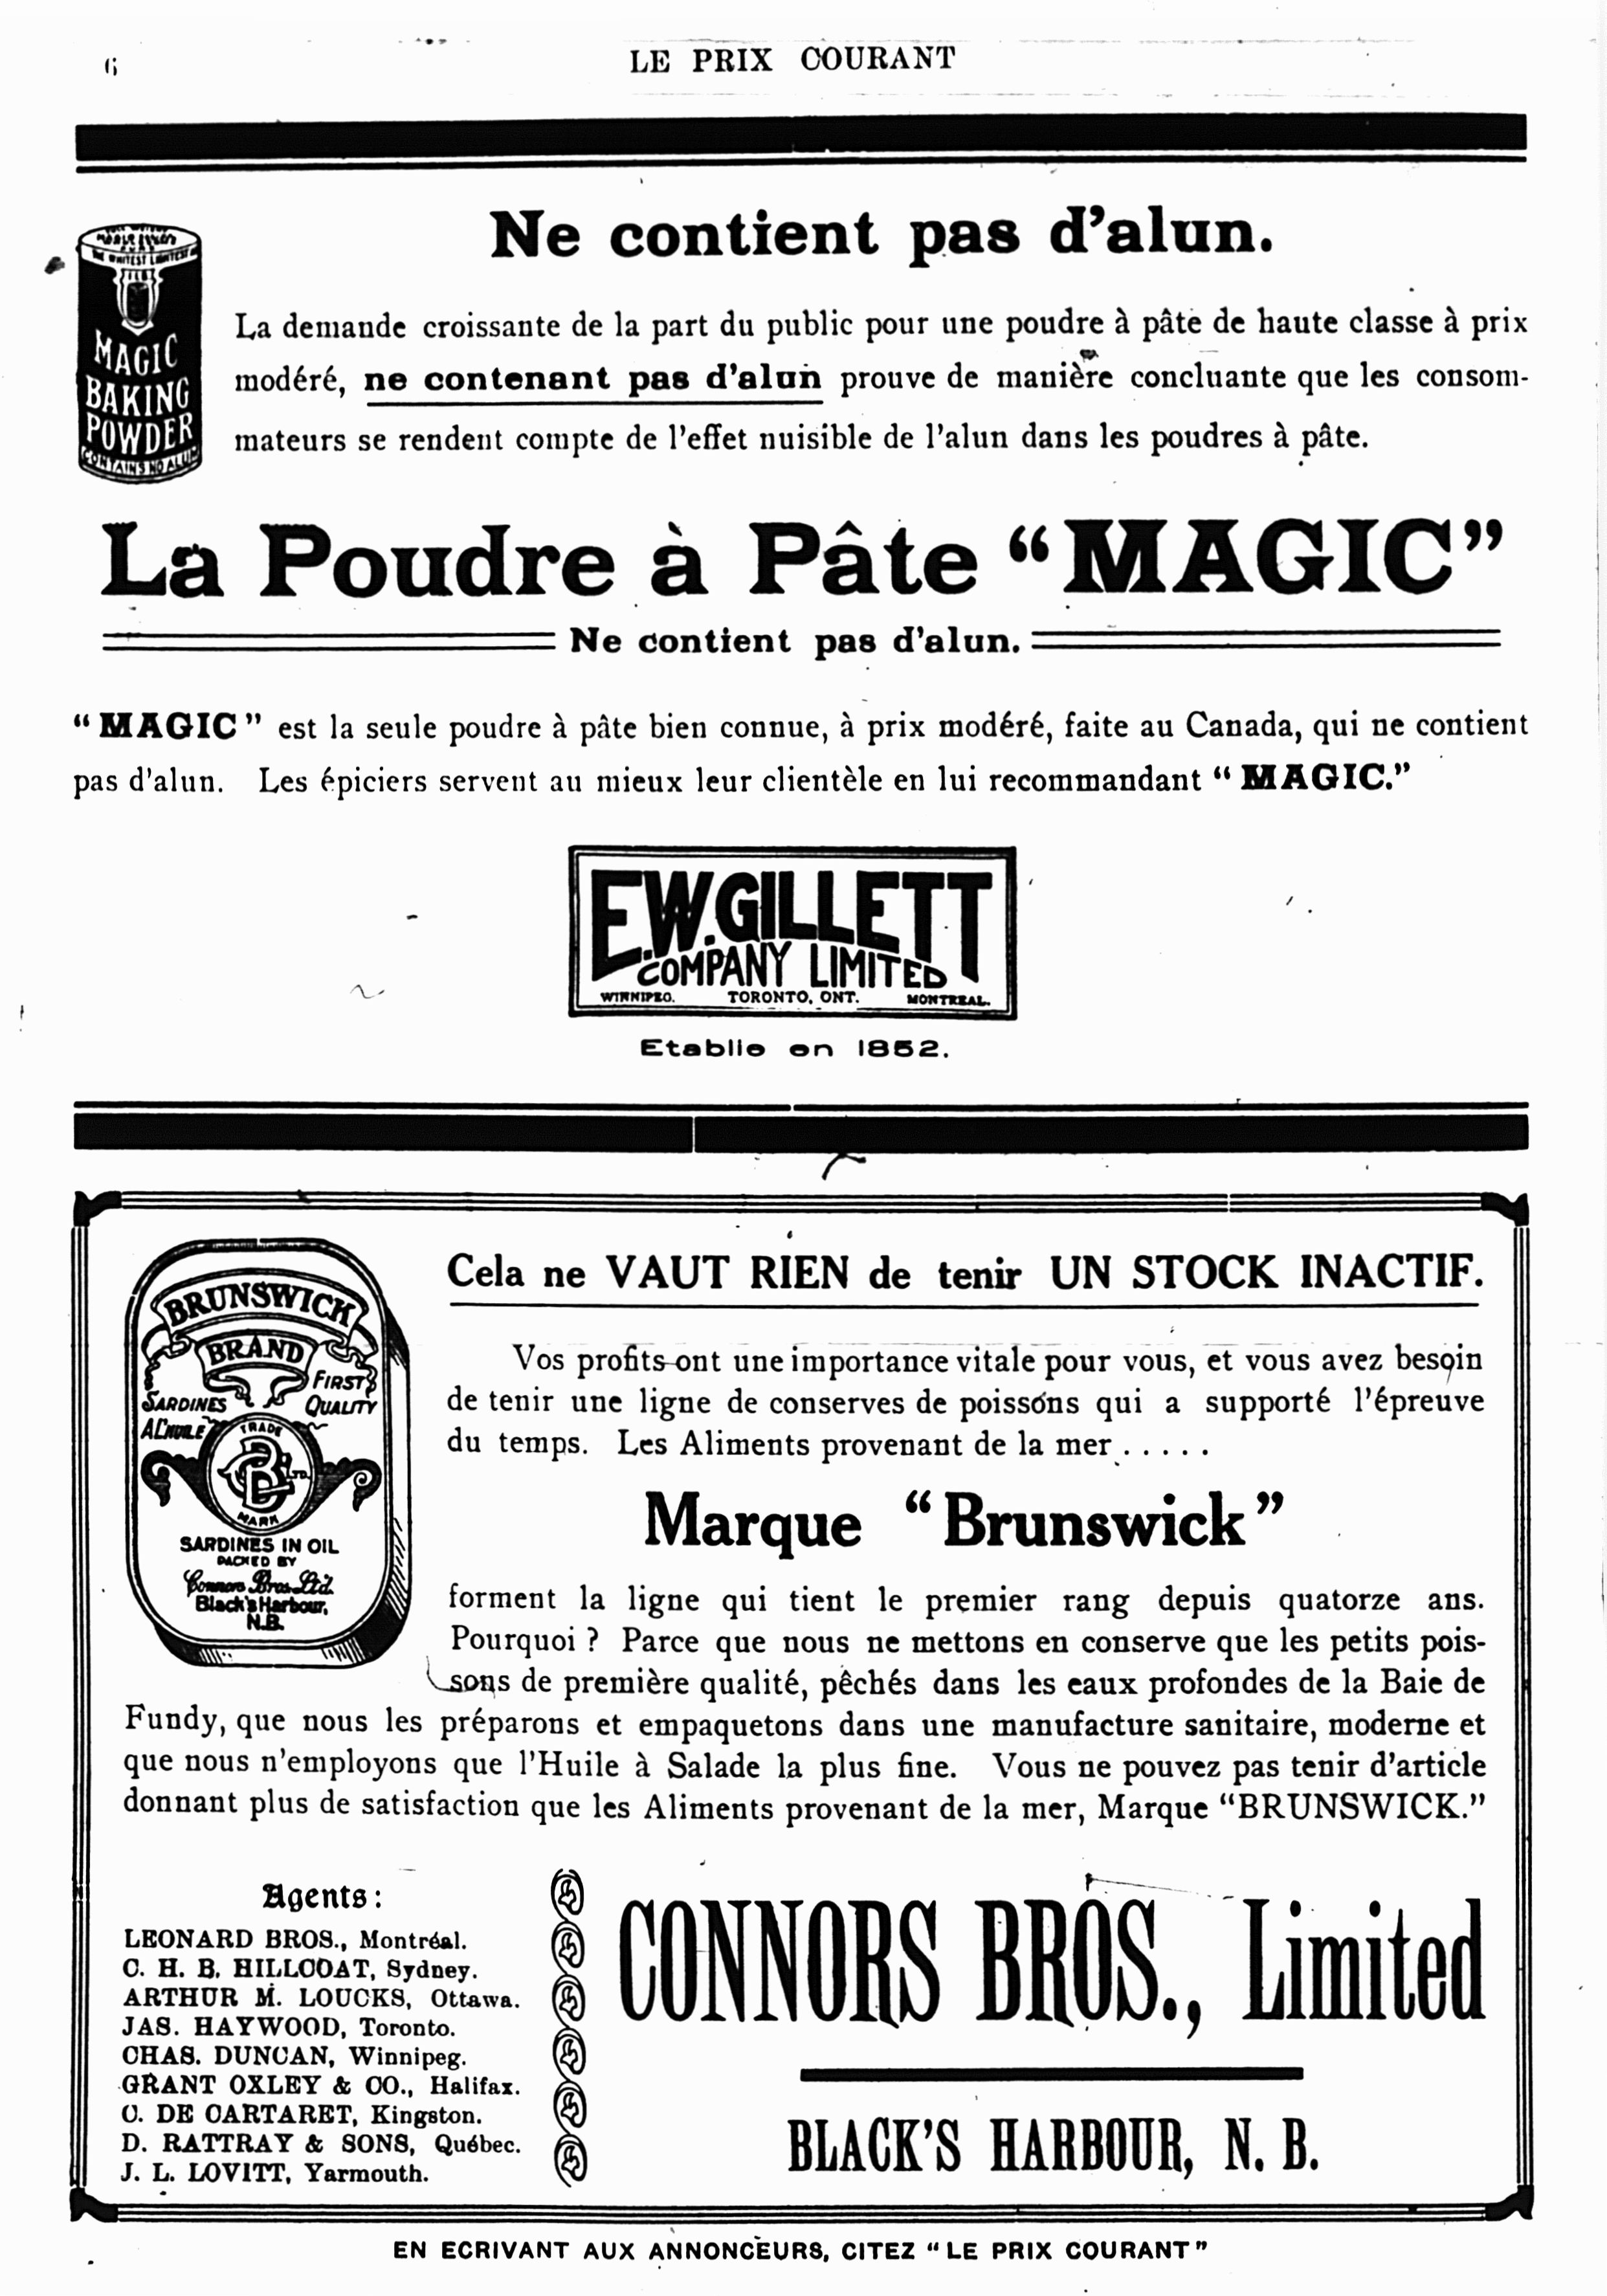 6
LE PRIX COURANT
Ne contient pas d'alun.
THE WHITEST LIGHTEST
MAGIC
BAKING
POWDER
CONTAINS NO ALUM
La demande croissante de la part du public pour une poudre à pâte de haute classe à prix
modéré, ne contenant pas d'alun prouve de manière concluante que les consom-
mateurs se rendent compte de l'effet nuisible de l'alun dans les poudres à pâte.
La Poudre à Pâte “MAGIC”
Ne contient pas d'alun.
“MAGIC” est la seule poudre à pâte bien connue, à prix modéré, faite au Canada, qui ne contient
pas d'alun. Les épiciers servent au mieux leur clientèle en lui recommandant “MAGIC.”
E.W. GILLETT
COMPANY LIMITED
WINNIPEG. TORONTO, ONT. MONTREAL.
Etablie en 1852.
BRUNSWICK
BRAND
FIRST
QUALITY
SARDINES
A L'HUILE
TRADE
CB LTD.
MARK
SARDINES IN OIL
PACKED BY
Connors Bros. Ltd.
Black's Harbour,
N.B.
Cela ne VAUT RIEN de tenir UN STOCK INACTIF.
Vos profits ont une importance vitale pour vous, et vous avez besoin
de tenir une ligne de conserves de poissons qui a supporté l'épreuve
du temps. Les Aliments provenant de la mer . . . . .
Marque “Brunswick”
forment la ligne qui tient le premier rang depuis quatorze ans.
Pourquoi ? Parce que nous ne mettons en conserve que les petits pois-
sons de première qualité, pêchés dans les eaux profondes de la Baie de
Fundy, que nous les préparons et empaquetons dans une manufacture sanitaire, moderne et
que nous n'employons que l'Huile à Salade la plus fine. Vous ne pouvez pas tenir d'article
donnant plus de satisfaction que les Aliments provenant de la mer, Marque “BRUNSWICK.”
Agents :
LEONARD BROS., Montréal.
C. H. B. HILLCOAT, Sydney.
ARTHUR M. LOUCKS, Ottawa.
JAS. HAYWOOD, Toronto.
CHAS. DUNCAN, Winnipeg.
GRANT OXLEY & CO., Halifax.
C. DE CARTARET, Kingston.
D. RATTRAY & SONS, Québec.
J. L. LOVITT, Yarmouth.
CONNORS BROS., Limited
BLACK'S HARBOUR, N. B.
EN ECRIVANT AUX ANNONCEURS, CITEZ “LE PRIX COURANT”